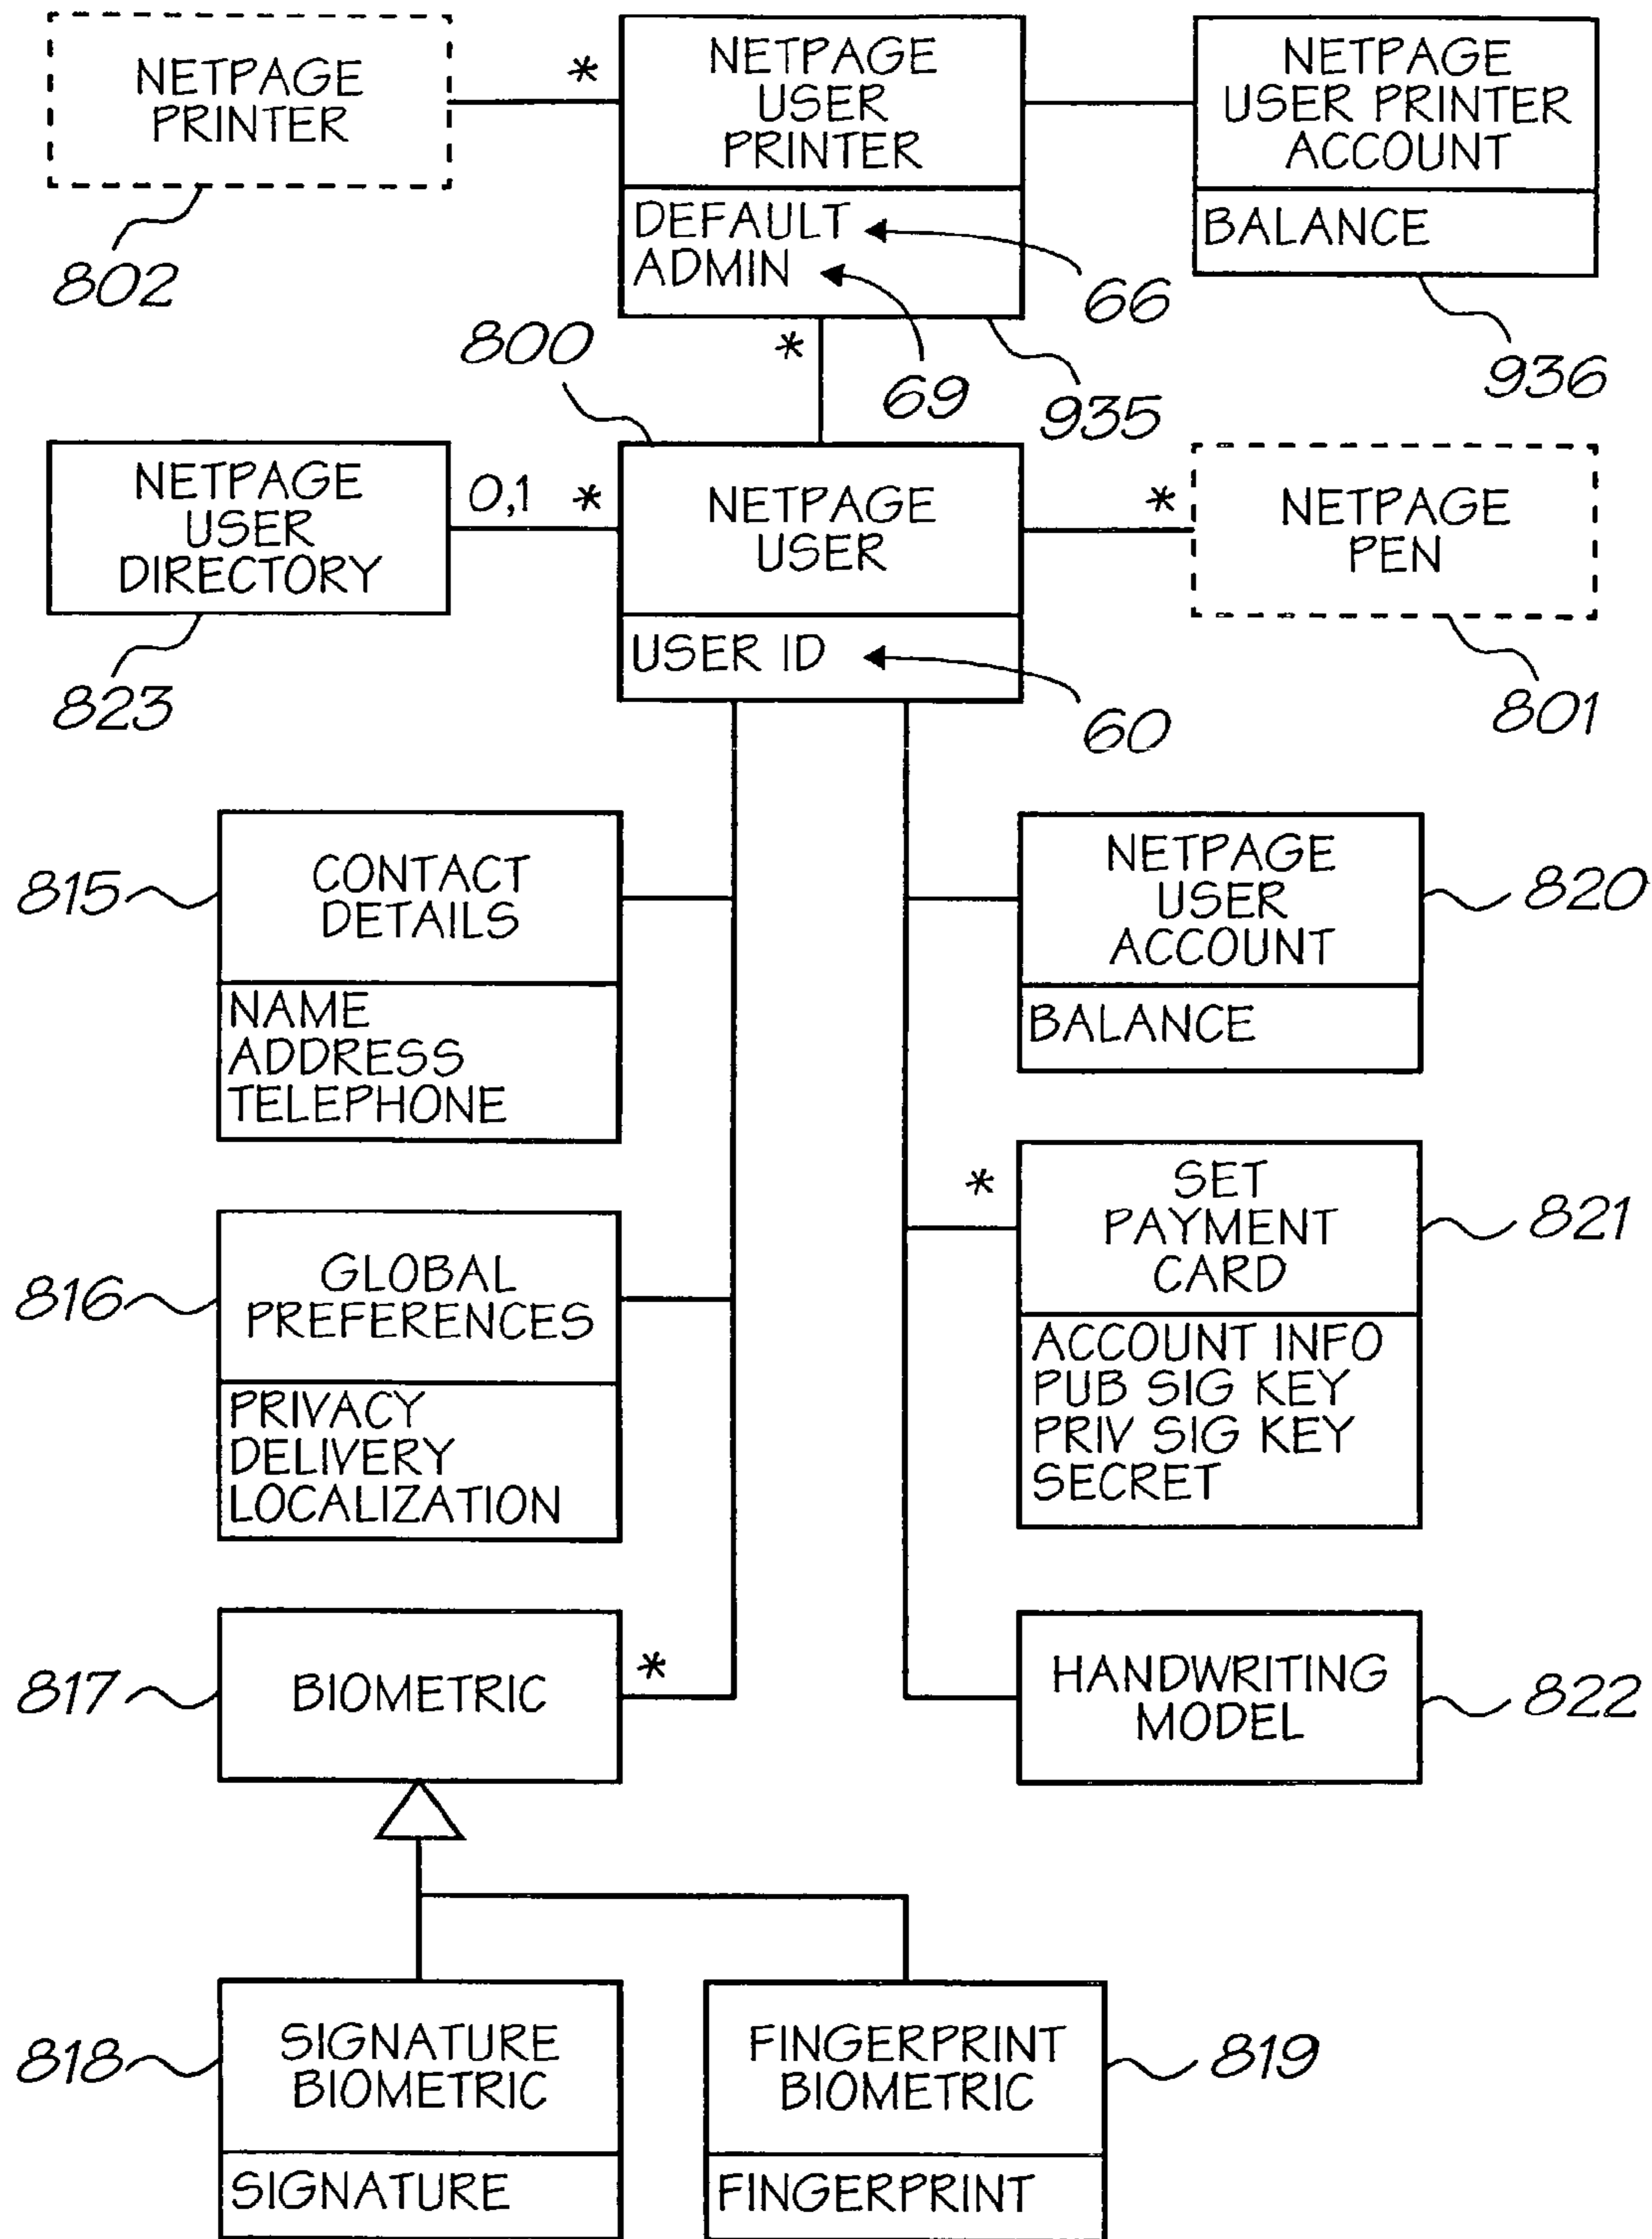 NETPAGE
PRINTER
802
*
NETPAGE
USER
PRINTER
DEFAULT
ADMIN
66
69
935
*
NETPAGE
USER PRINTER
ACCOUNT
BALANCE
936
800
NETPAGE
USER
DIRECTORY
823
0,1 *
NETPAGE
USER
USER ID
60
*
NETPAGE
PEN
801
815
CONTACT
DETAILS
NAME
ADDRESS
TELEPHONE
NETPAGE
USER
ACCOUNT
BALANCE
820
816
GLOBAL
PREFERENCES
PRIVACY
DELIVERY
LOCALIZATION
*
SET
PAYMENT
CARD
ACCOUNT INFO
PUB SIG KEY
PRIV SIG KEY
SECRET
821
817
BIOMETRIC
*
HANDWRITING
MODEL
822
818
SIGNATURE
BIOMETRIC
SIGNATURE
FINGERPRINT
BIOMETRIC
FINGERPRINT
819